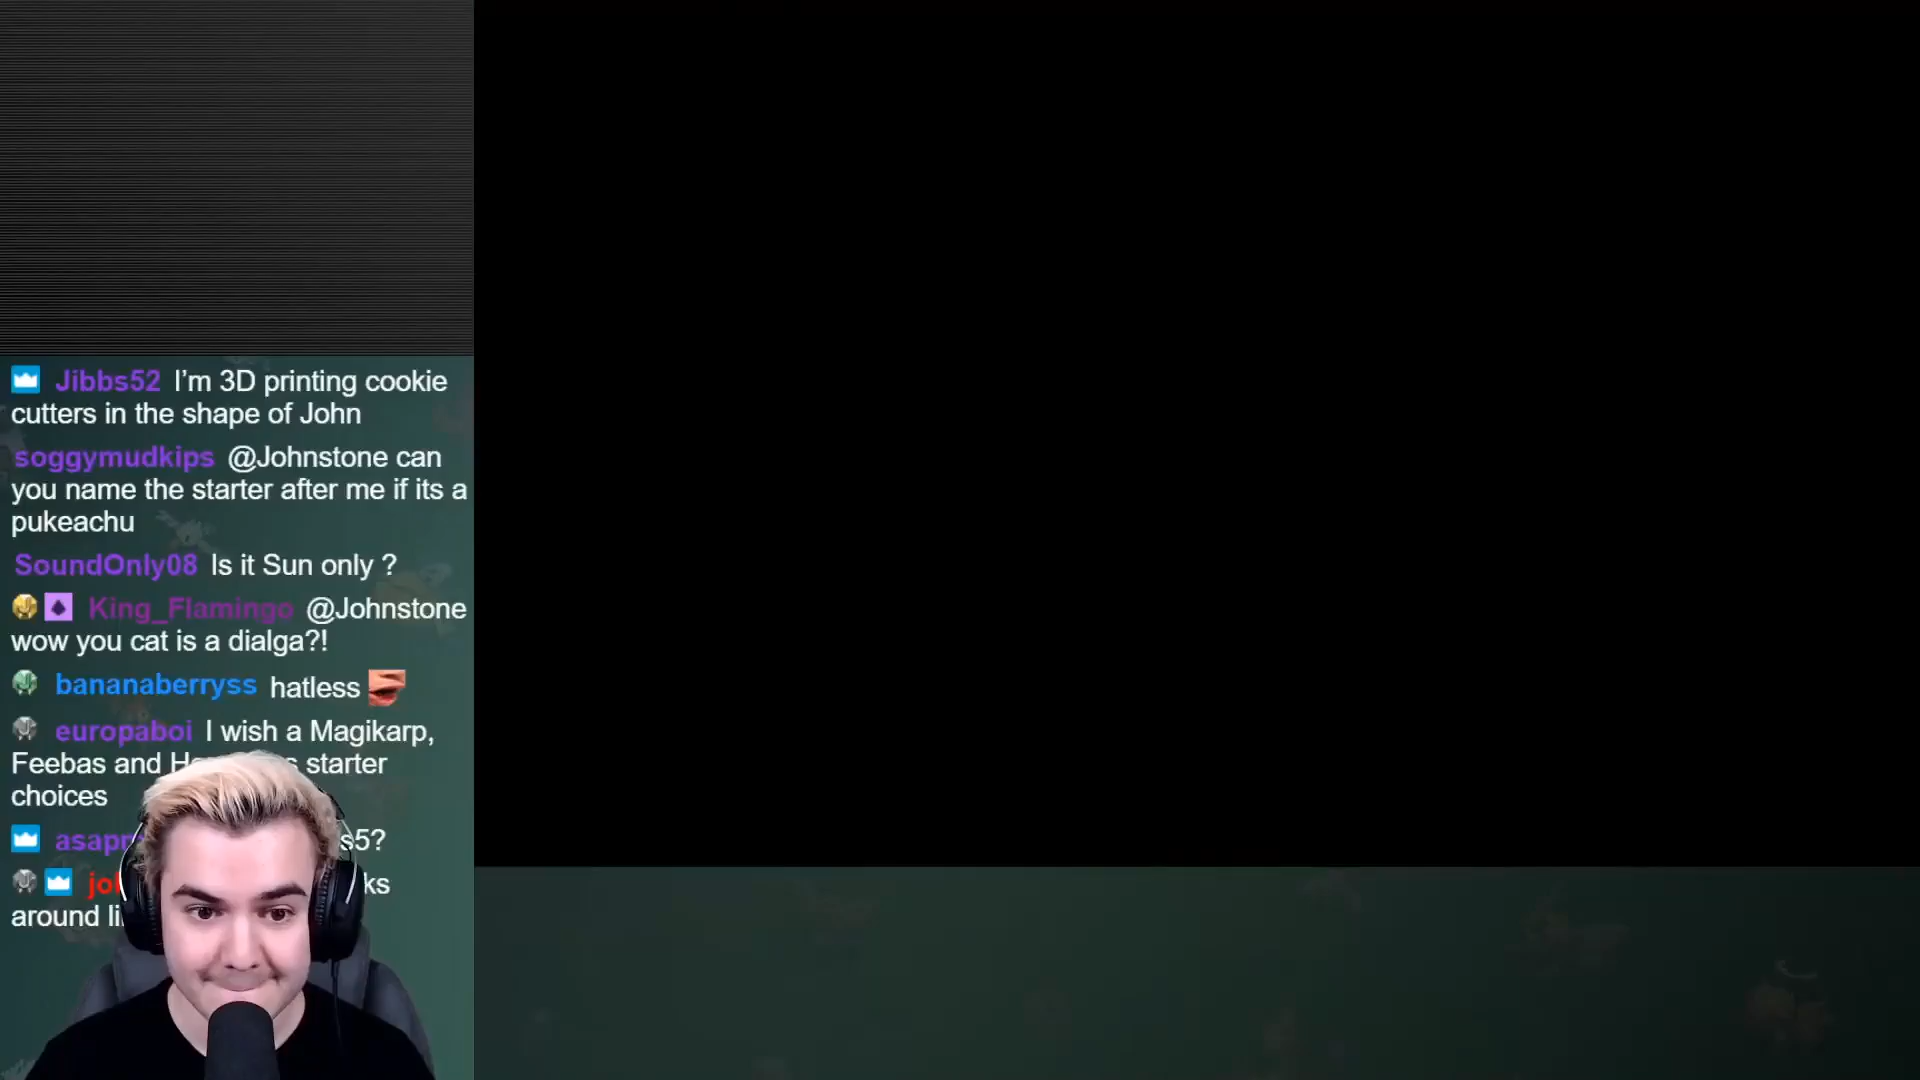 Jibbs52 I’m 3D printing cookie
cutters in the shape of John
soggymudkips @Johnstone can
you name the starter after me if its a
pukeachu
SoundOnly08 Is it Sun only ?
King_Flamingo @Johnstone
wow you cat is a dialga?!
bananaberryss hatless
europaboi I wish a Magikarp,
Feebas and starter
choices
s5?
around